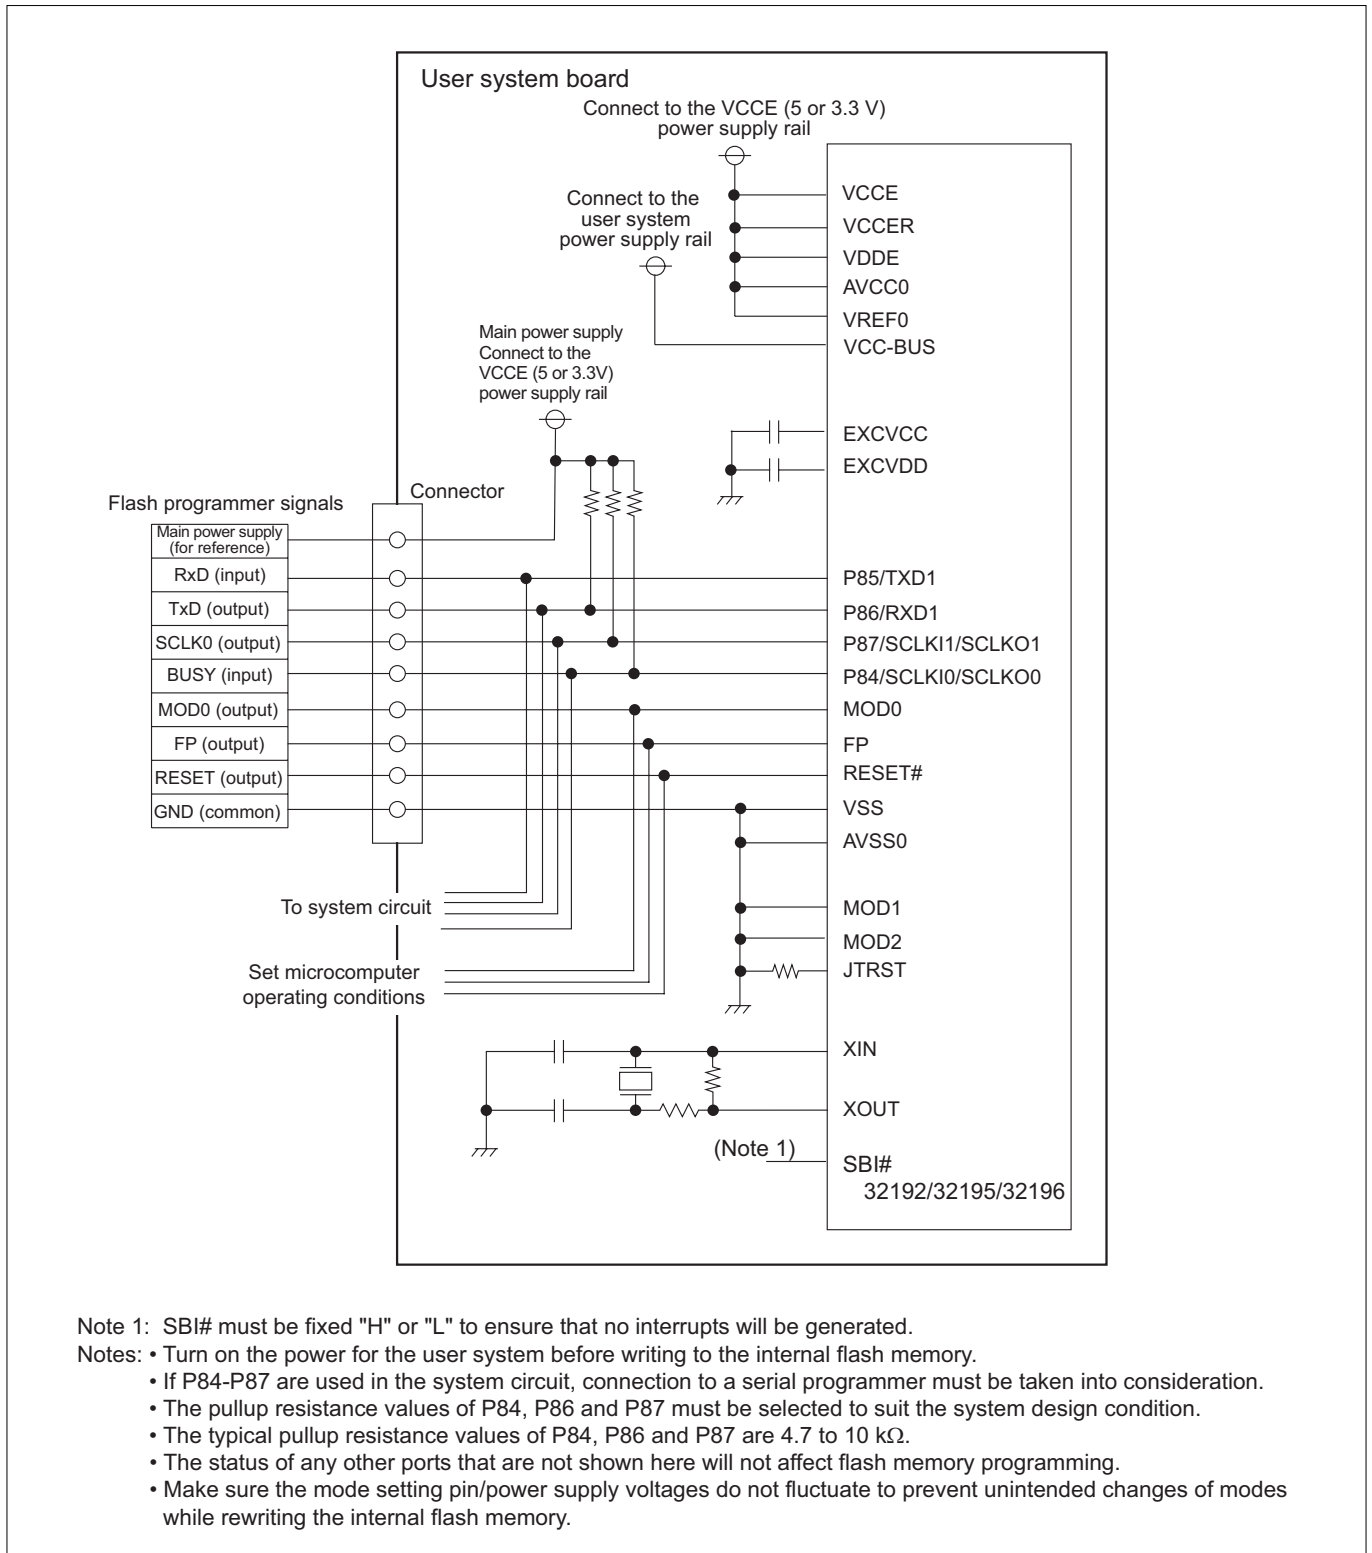 User system board
Connect to the VCCE (5 or 3.3 V)
power supply rail
Connect to the
user system
power supply rail
VCCE
VCCER
VDDE
AVCC0
VREF0
VCC-BUS
Main power supply
Connect to the
VCCE (5 or 3.3V)
power supply rail
EXCVCC
EXCVDD
Flash programmer signals
Connector
Main power supply
(for reference)
RxD (input)
P85/TXD1
TxD (output)
P86/RXD1
SCLK0 (output)
P87/SCLKI1/SCLKO1
BUSY (input)
P84/SCLKI0/SCLKO0
MOD0 (output)
MOD0
FP (output)
FP
RESET (output)
RESET#
GND (common)
VSS
AVSS0
To system circuit
MOD1
MOD2
Set microcomputer
operating conditions
JTRST
XIN
XOUT
(Note 1)
SBI#
32192/32195/32196
Note 1: SBI# must be fixed "H" or "L" to ensure that no interrupts will be generated.
Notes: • Turn on the power for the user system before writing to the internal flash memory.
• If P84-P87 are used in the system circuit, connection to a serial programmer must be taken into consideration.
• The pullup resistance values of P84, P86 and P87 must be selected to suit the system design condition.
• The typical pullup resistance values of P84, P86 and P87 are 4.7 to 10 kΩ.
• The status of any other ports that are not shown here will not affect flash memory programming.
• Make sure the mode setting pin/power supply voltages do not fluctuate to prevent unintended changes of modes
while rewriting the internal flash memory.